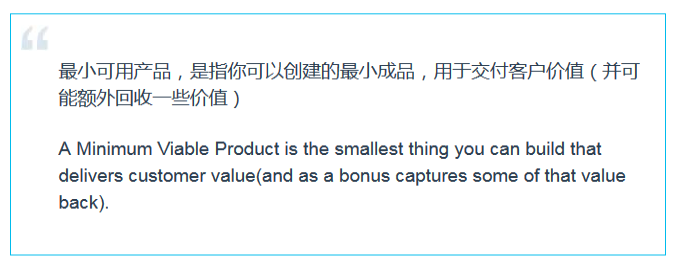 最小可用产品，是指你可以创建的最小成品，用于交付客户价值（并可
能额外回收一些价值）
A Minimum Viable Product is the smallest thing you can build that
delivers customer value(and as a bonus captures some of that value
back).